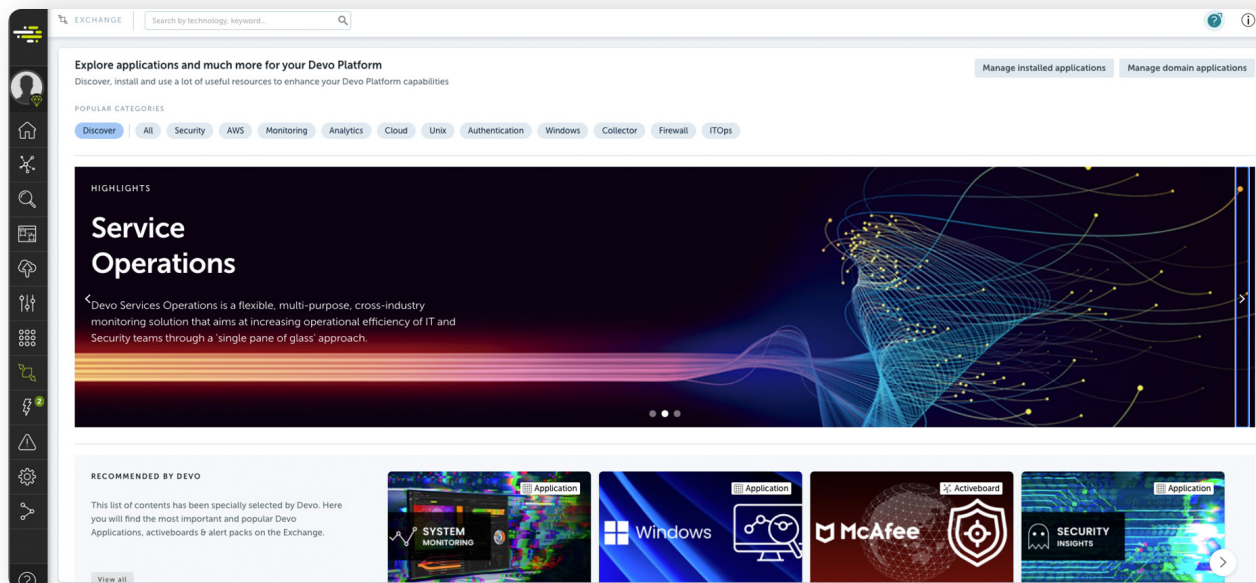 EXCHANGE
Search by technology, keyword...
?
i
Explore applications and much more for your Devo Platform
Discover, install and use a lot of useful resources to enhance your Devo Platform capabilities
Manage installed applications
Manage domain applications
POPULAR CATEGORIES
Discover
All
Security
AWS
Monitoring
Analytics
Cloud
Unix
Authentication
Windows
Collector
Firewall
ITOps
HIGHLIGHTS
Service
Operations
Devo Services Operations is a flexible, multi-purpose, cross-industry
monitoring solution that aims at increasing operational efficiency of IT and
Security teams through a 'single pane of glass' approach.
2
RECOMMENDED BY DEVO
This list of contents has been specially selected by Devo. Here
you will find the most important and popular Devo
Applications, activeboards & alert packs on the Exchange.
View all
Application
SYSTEM
MONITORING
Application
Windows
Activeboard
McAfee
Application
SECURITY
INSIGHTS
?